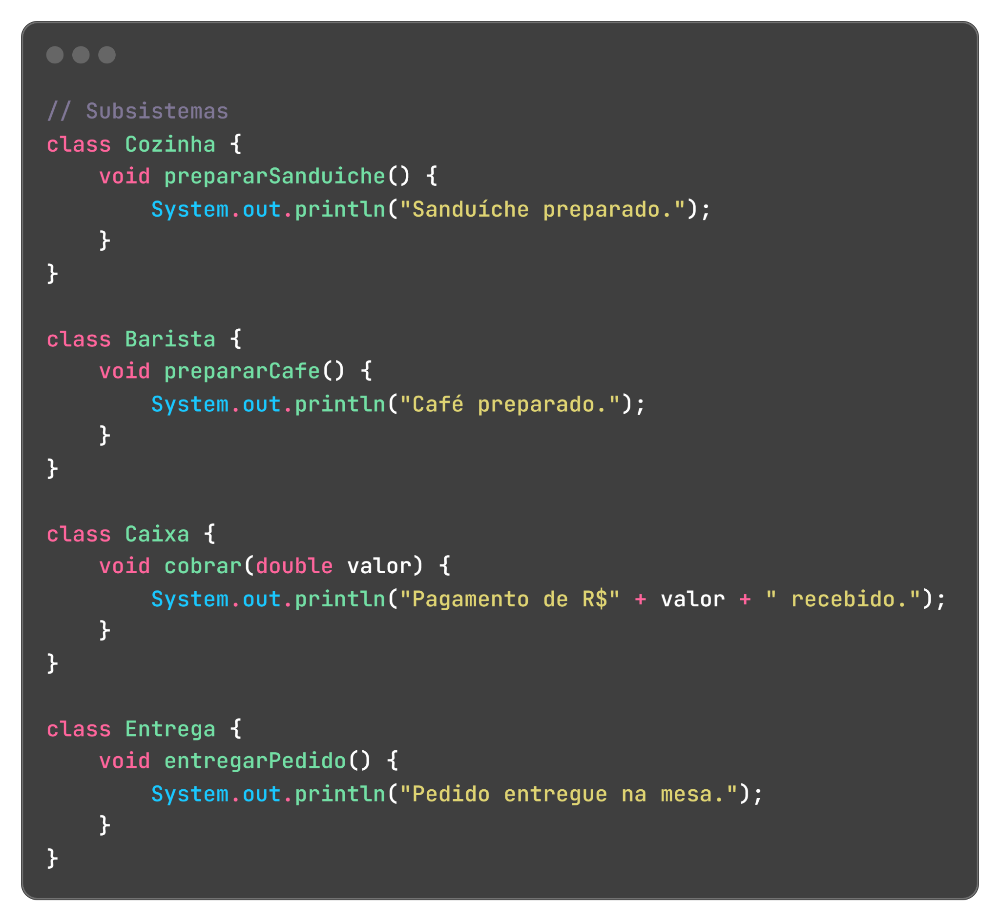 // Subsistemas
class Cozinha {
    void prepararSanduiche() {
        System.out.println("Sanduíche preparado.");
    }
}

class Barista {
    void prepararCafe() {
        System.out.println("Café preparado.");
    }
}

class Caixa {
    void cobrar(double valor) {
        System.out.println("Pagamento de R$" + valor + " recebido.");
    }
}

class Entrega {
    void entregarPedido() {
        System.out.println("Pedido entregue na mesa.");
    }
}